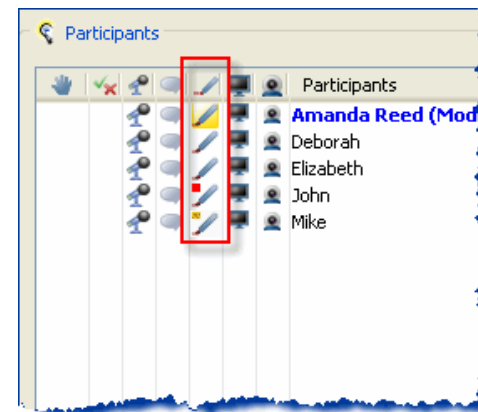 Participants
Participants
Amanda Reed (Mod
Deborah
Elizabeth
John
Mike